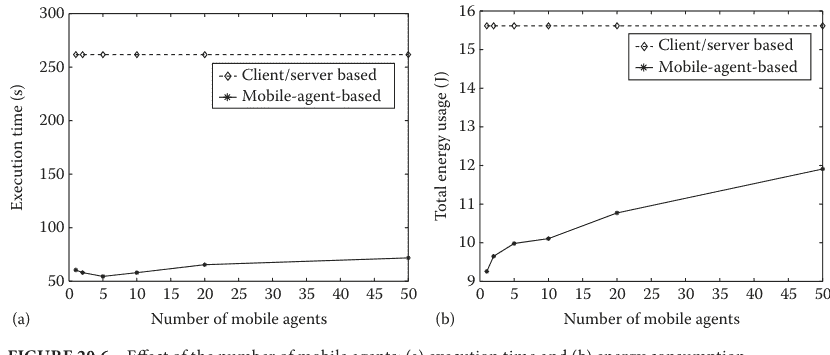 300
250
200
150
100
50
0 5 10 15 20 25 30 35 40 45 50
Execution time (s)
Client/server based
Mobile-agent-based
(a)
Number of mobile agents
16
15
14
13
12
11
10
9
0 5 10 15 20 25 30 35 40 45 50
Total energy usage (J)
Client/server based
Mobile-agent-based
(b)
Number of mobile agents
FIGURE 20.6 Effect of the number of mobile agents: (a) execution time and (b) energy consumption